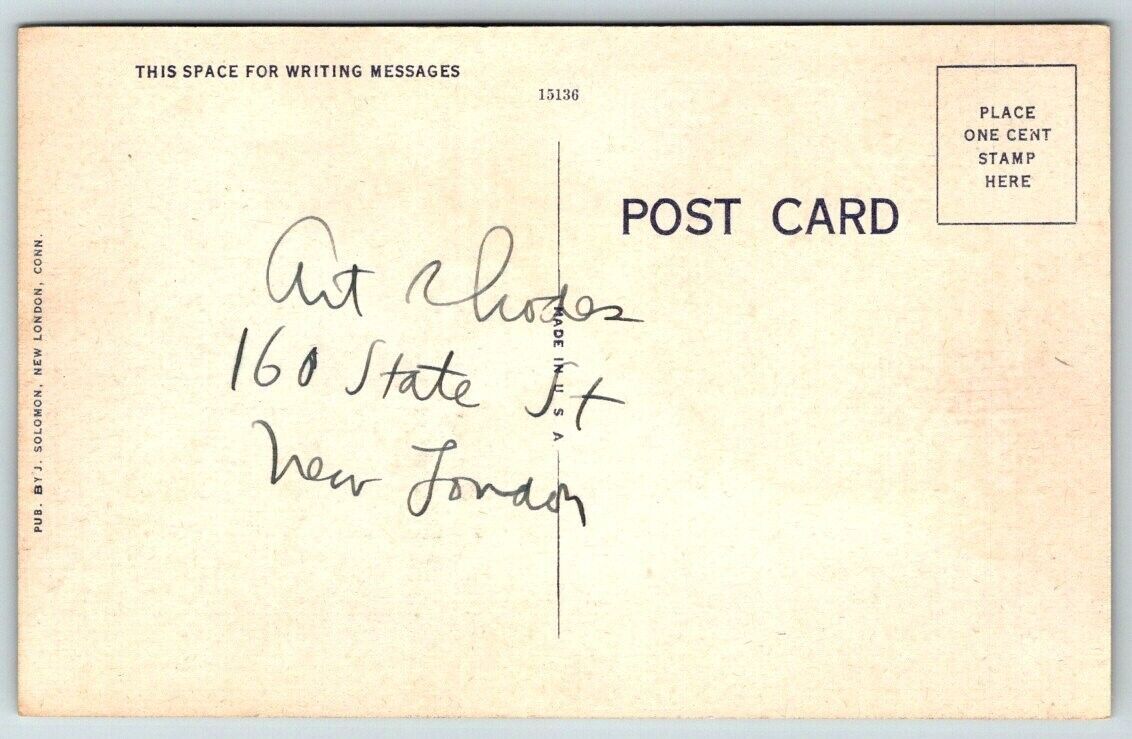 THIS SPACE FOR WRITING MESSAGES
15136
PLACE
ONE CENT
STAMP
HERE
POST CARD
Art Rhodes
160 State St
New London
MADE IN U S A
PUB. BY J. SOLOMON, NEW LONDON, CONN.